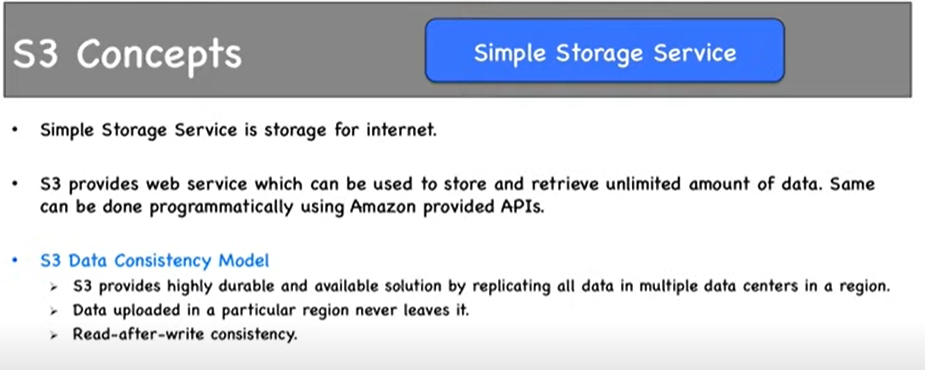 S3 Concepts
Simple Storage Service
• Simple Storage Service is storage for internet.
• S3 provides web service which can be used to store and retrieve unlimited amount of data. Same
can be done programmatically using Amazon provided APIs.
• S3 Data Consistency Model
➢ S3 provides highly durable and available solution by replicating all data in multiple data centers in a region.
➢ Data uploaded in a particular region never leaves it.
➢ Read-after-write consistency.